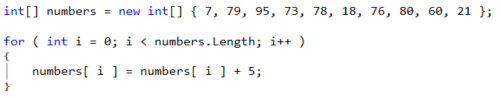 int[] numbers = new int[] { 7, 79, 95, 73, 78, 18, 76, 80, 60, 21 };
for ( int i = 0; i < numbers.Length; i++ )
{
numbers[ i ] = numbers[ i ] + 5;
}